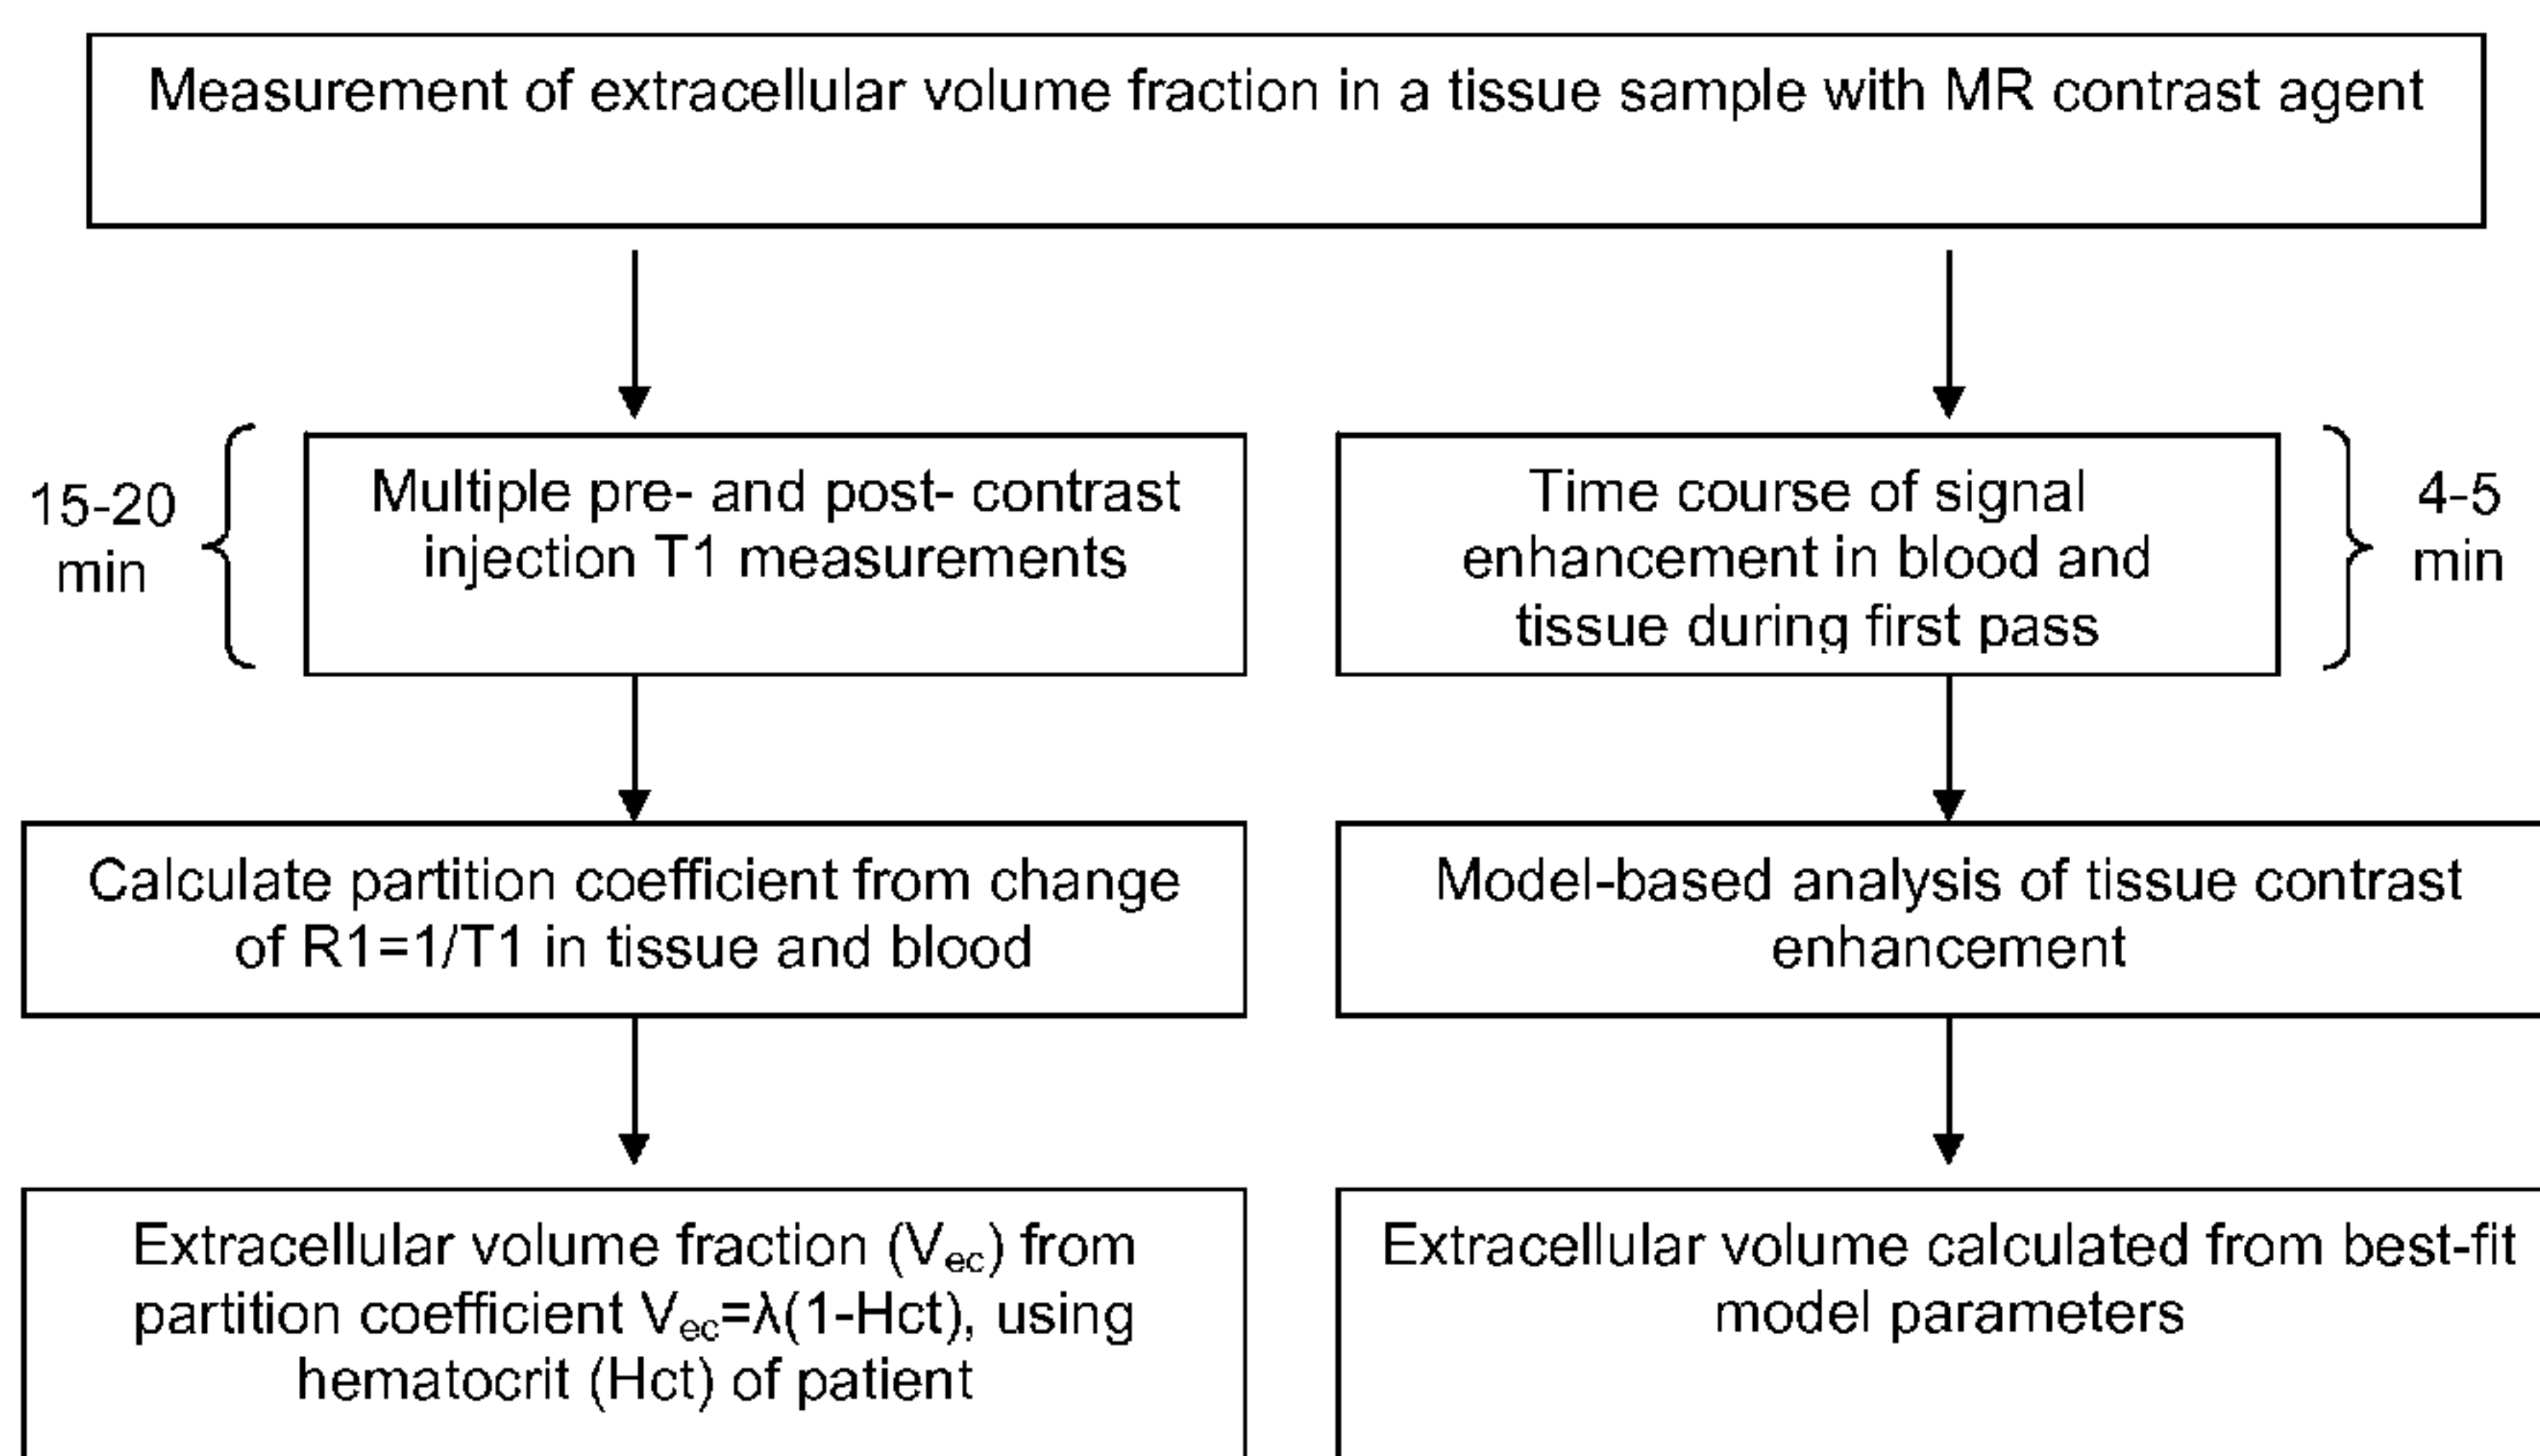 Measurement of extracellular volume fraction in a tissue sample with MR contrast agent
15-20
min
Multiple pre- and post- contrast
injection T1 measurements
Time course of signal
enhancement in blood and
tissue during first pass
4-5
min
Calculate partition coefficient from change
of R1=1/T1 in tissue and blood
Model-based analysis of tissue contrast
enhancement
Extracellular volume fraction (Vec) from
partition coefficient Vec=λ(1-Hct), using
hematocrit (Hct) of patient
Extracellular volume calculated from best-fit
model parameters